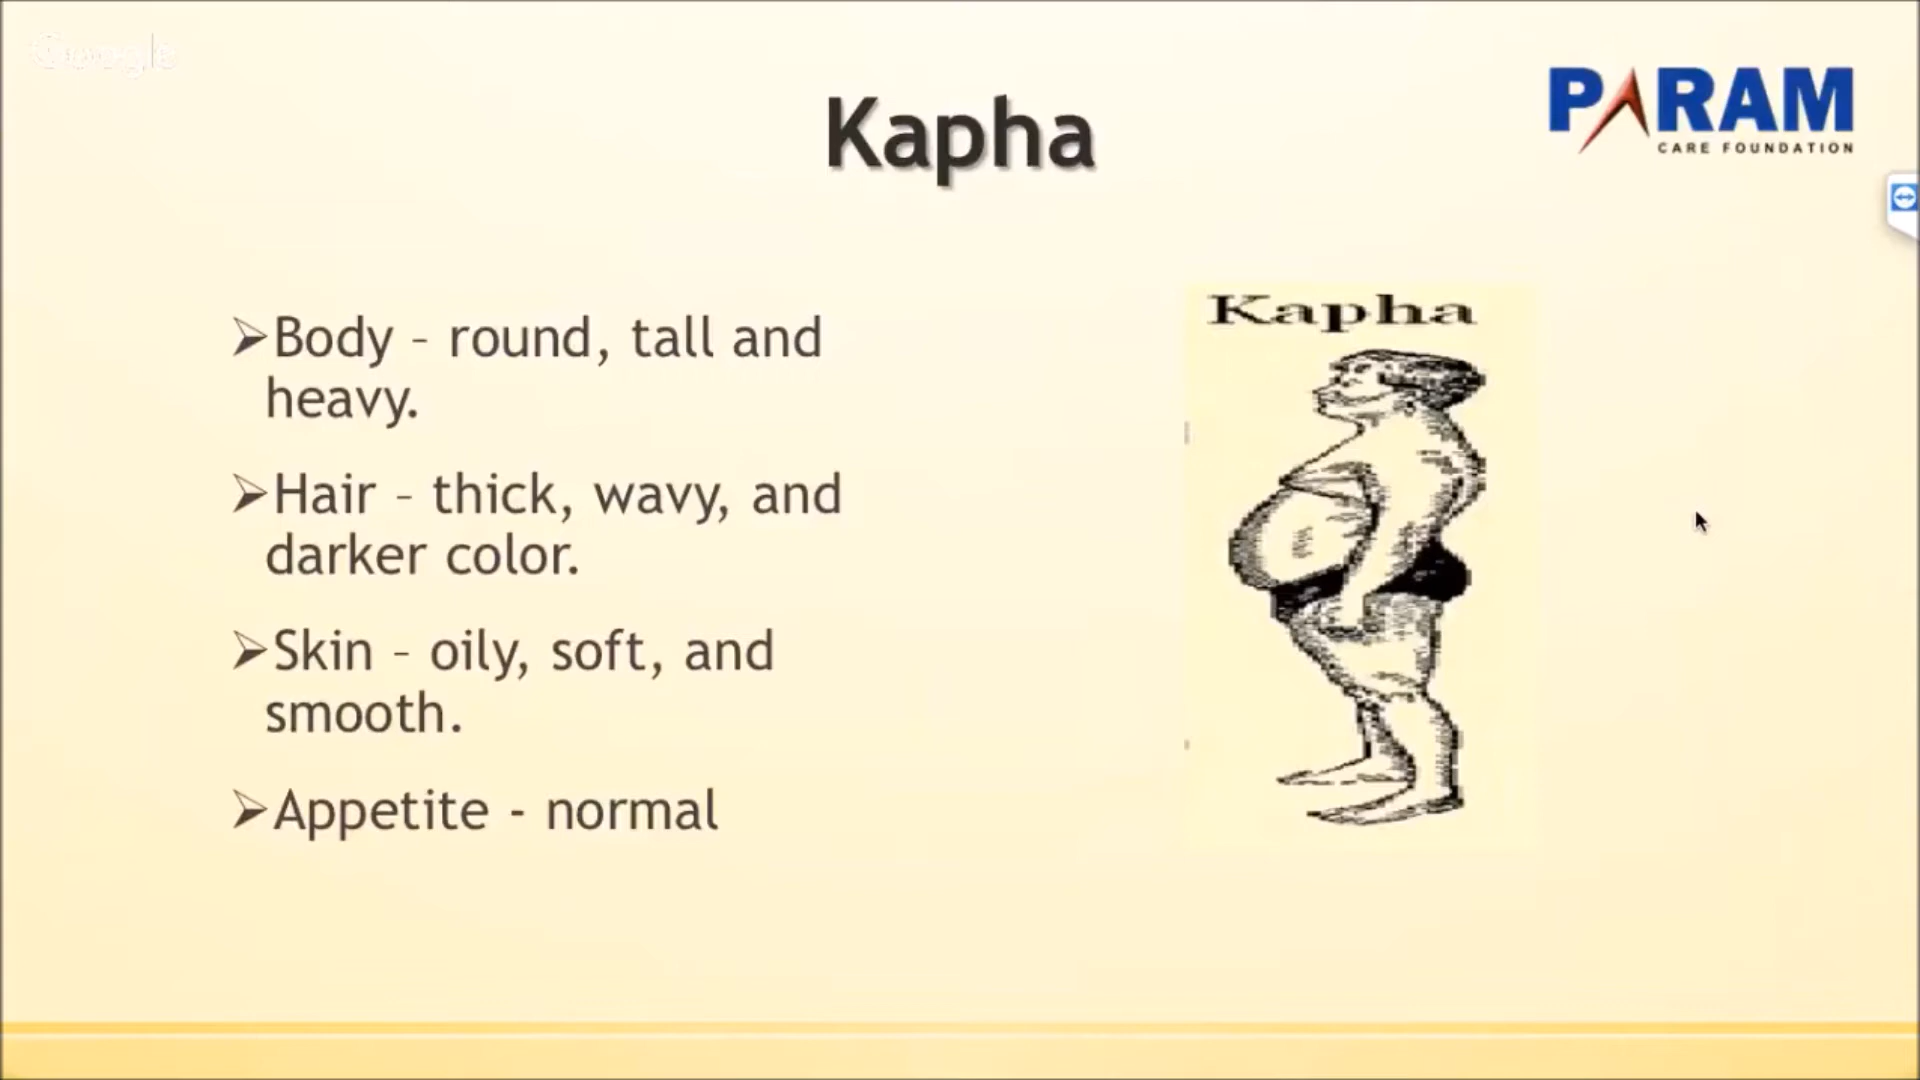 Google
Kapha
PARAM
CARE FOUNDATION
Kapha
➢Body – round, tall and
heavy.
➢Hair – thick, wavy, and
darker color.
➢Skin – oily, soft, and
smooth.
➢Appetite - normal